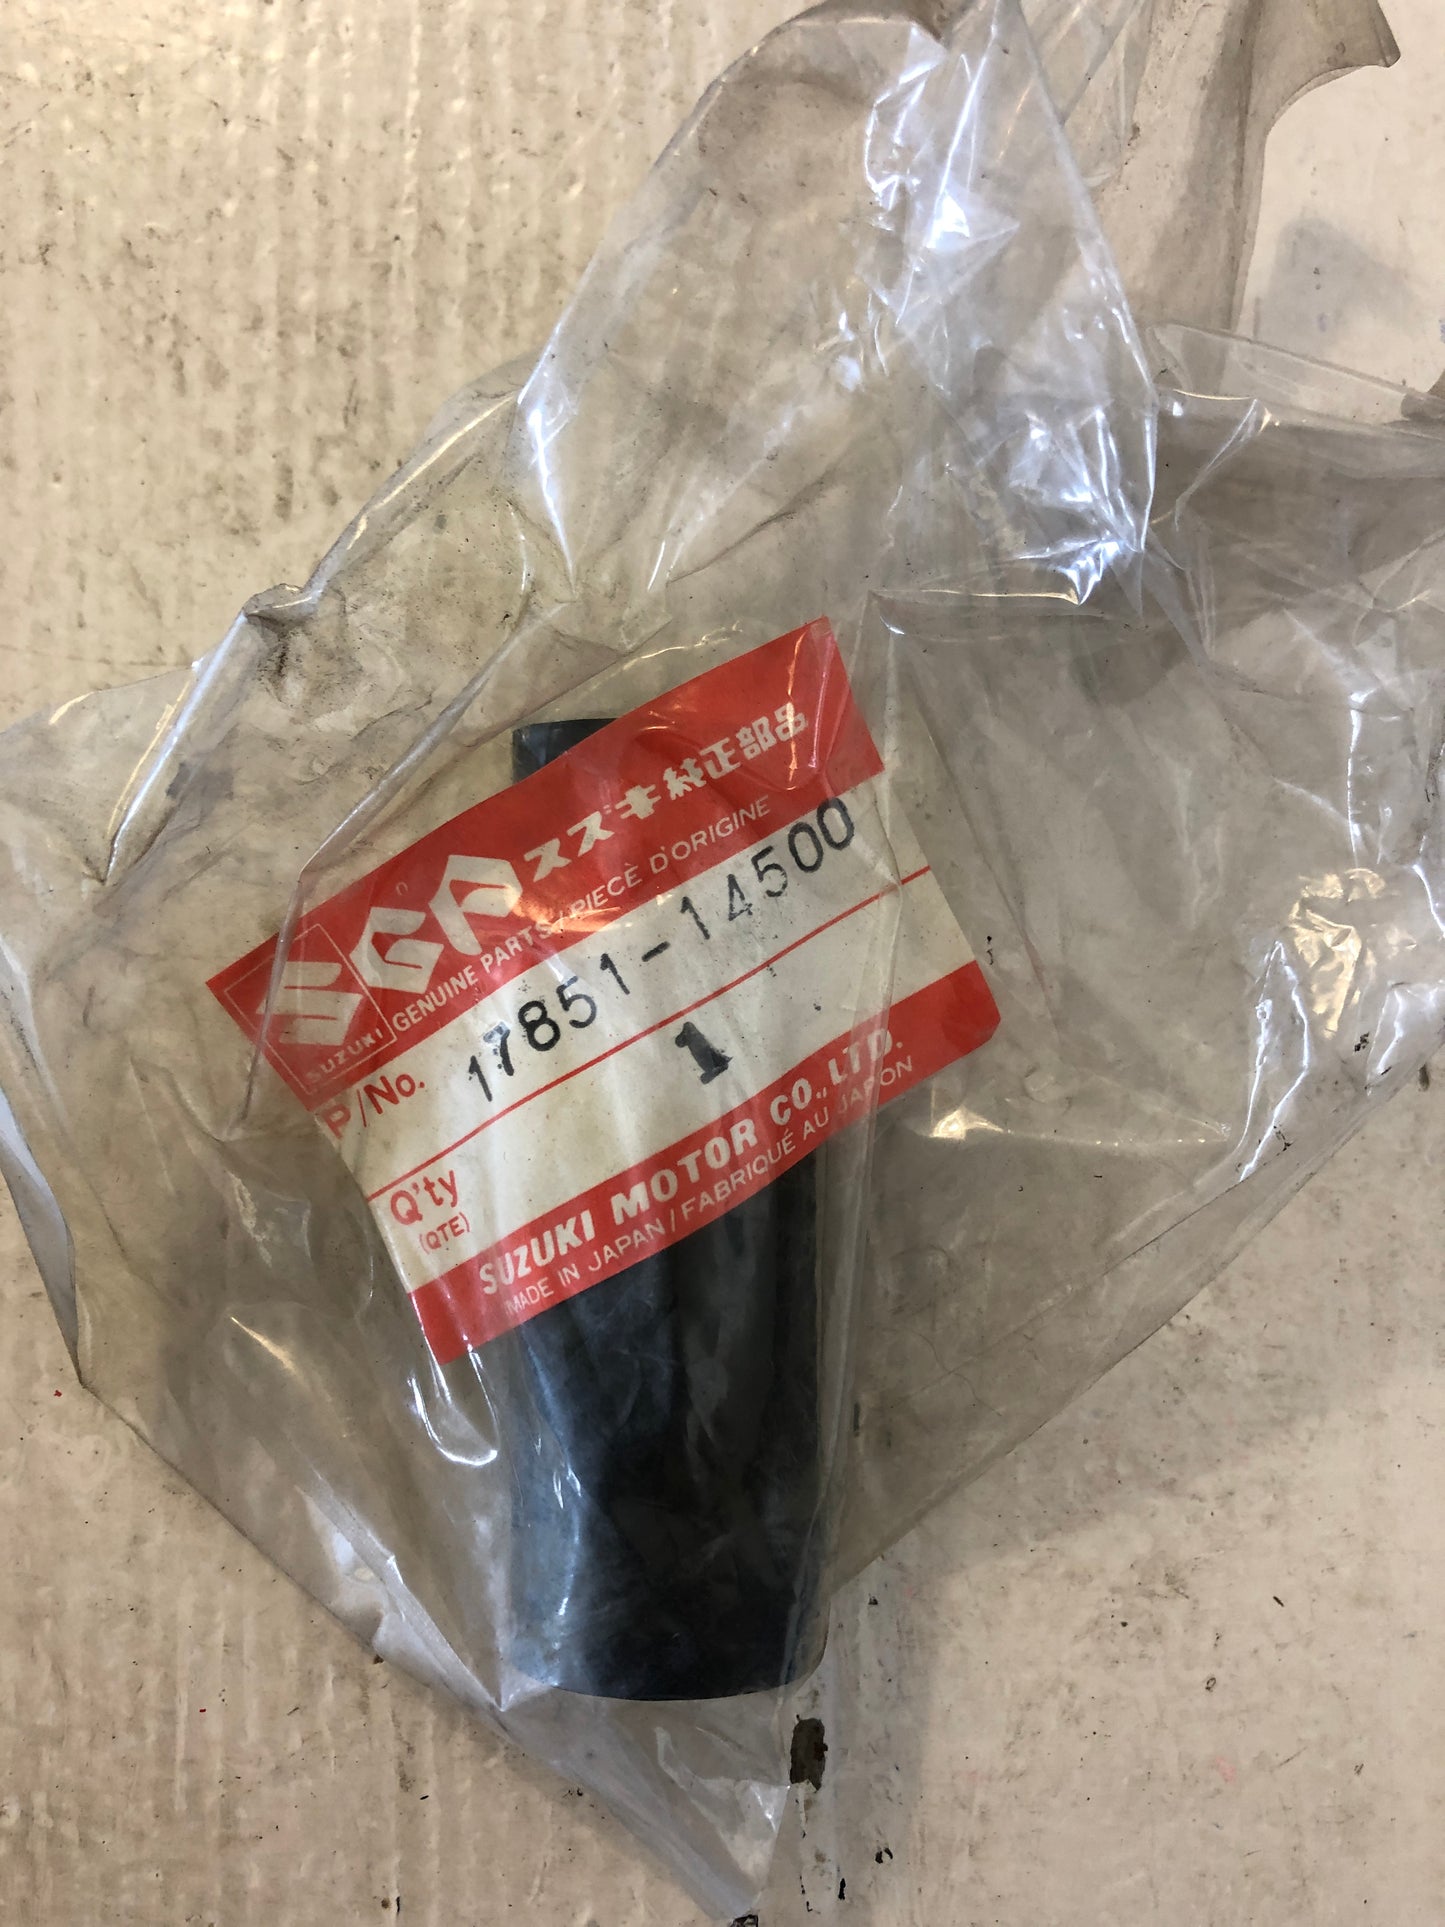 SGP スズキ純正部品
SUZUKI GENUINE PARTS / PIECÈ D'ORIGINE
P/No. 17851-14500
Q'ty 1
(QTE)
SUZUKI MOTOR CO., LTD.
MADE IN JAPAN / FABRIQUÉ AU JAPON